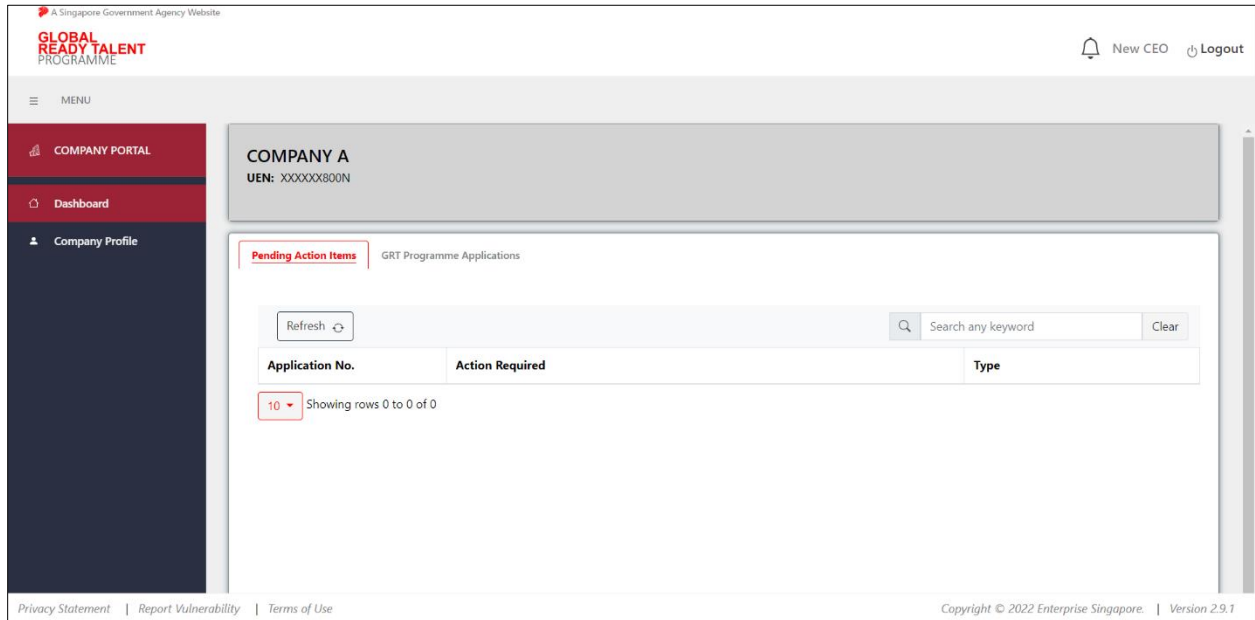 A Singapore Government Agency Website
GLOBAL
READY TALENT
PROGRAMME
New CEO Logout
MENU
COMPANY PORTAL
Dashboard
Company Profile
COMPANY A
UEN: XXXXXX800N
Pending Action Items GRT Programme Applications
Refresh Search any keyword Clear
Application No. Action Required Type
10 Showing rows 0 to 0 of 0
Privacy Statement | Report Vulnerability | Terms of Use Copyright © 2022 Enterprise Singapore. | Version 2.9.1